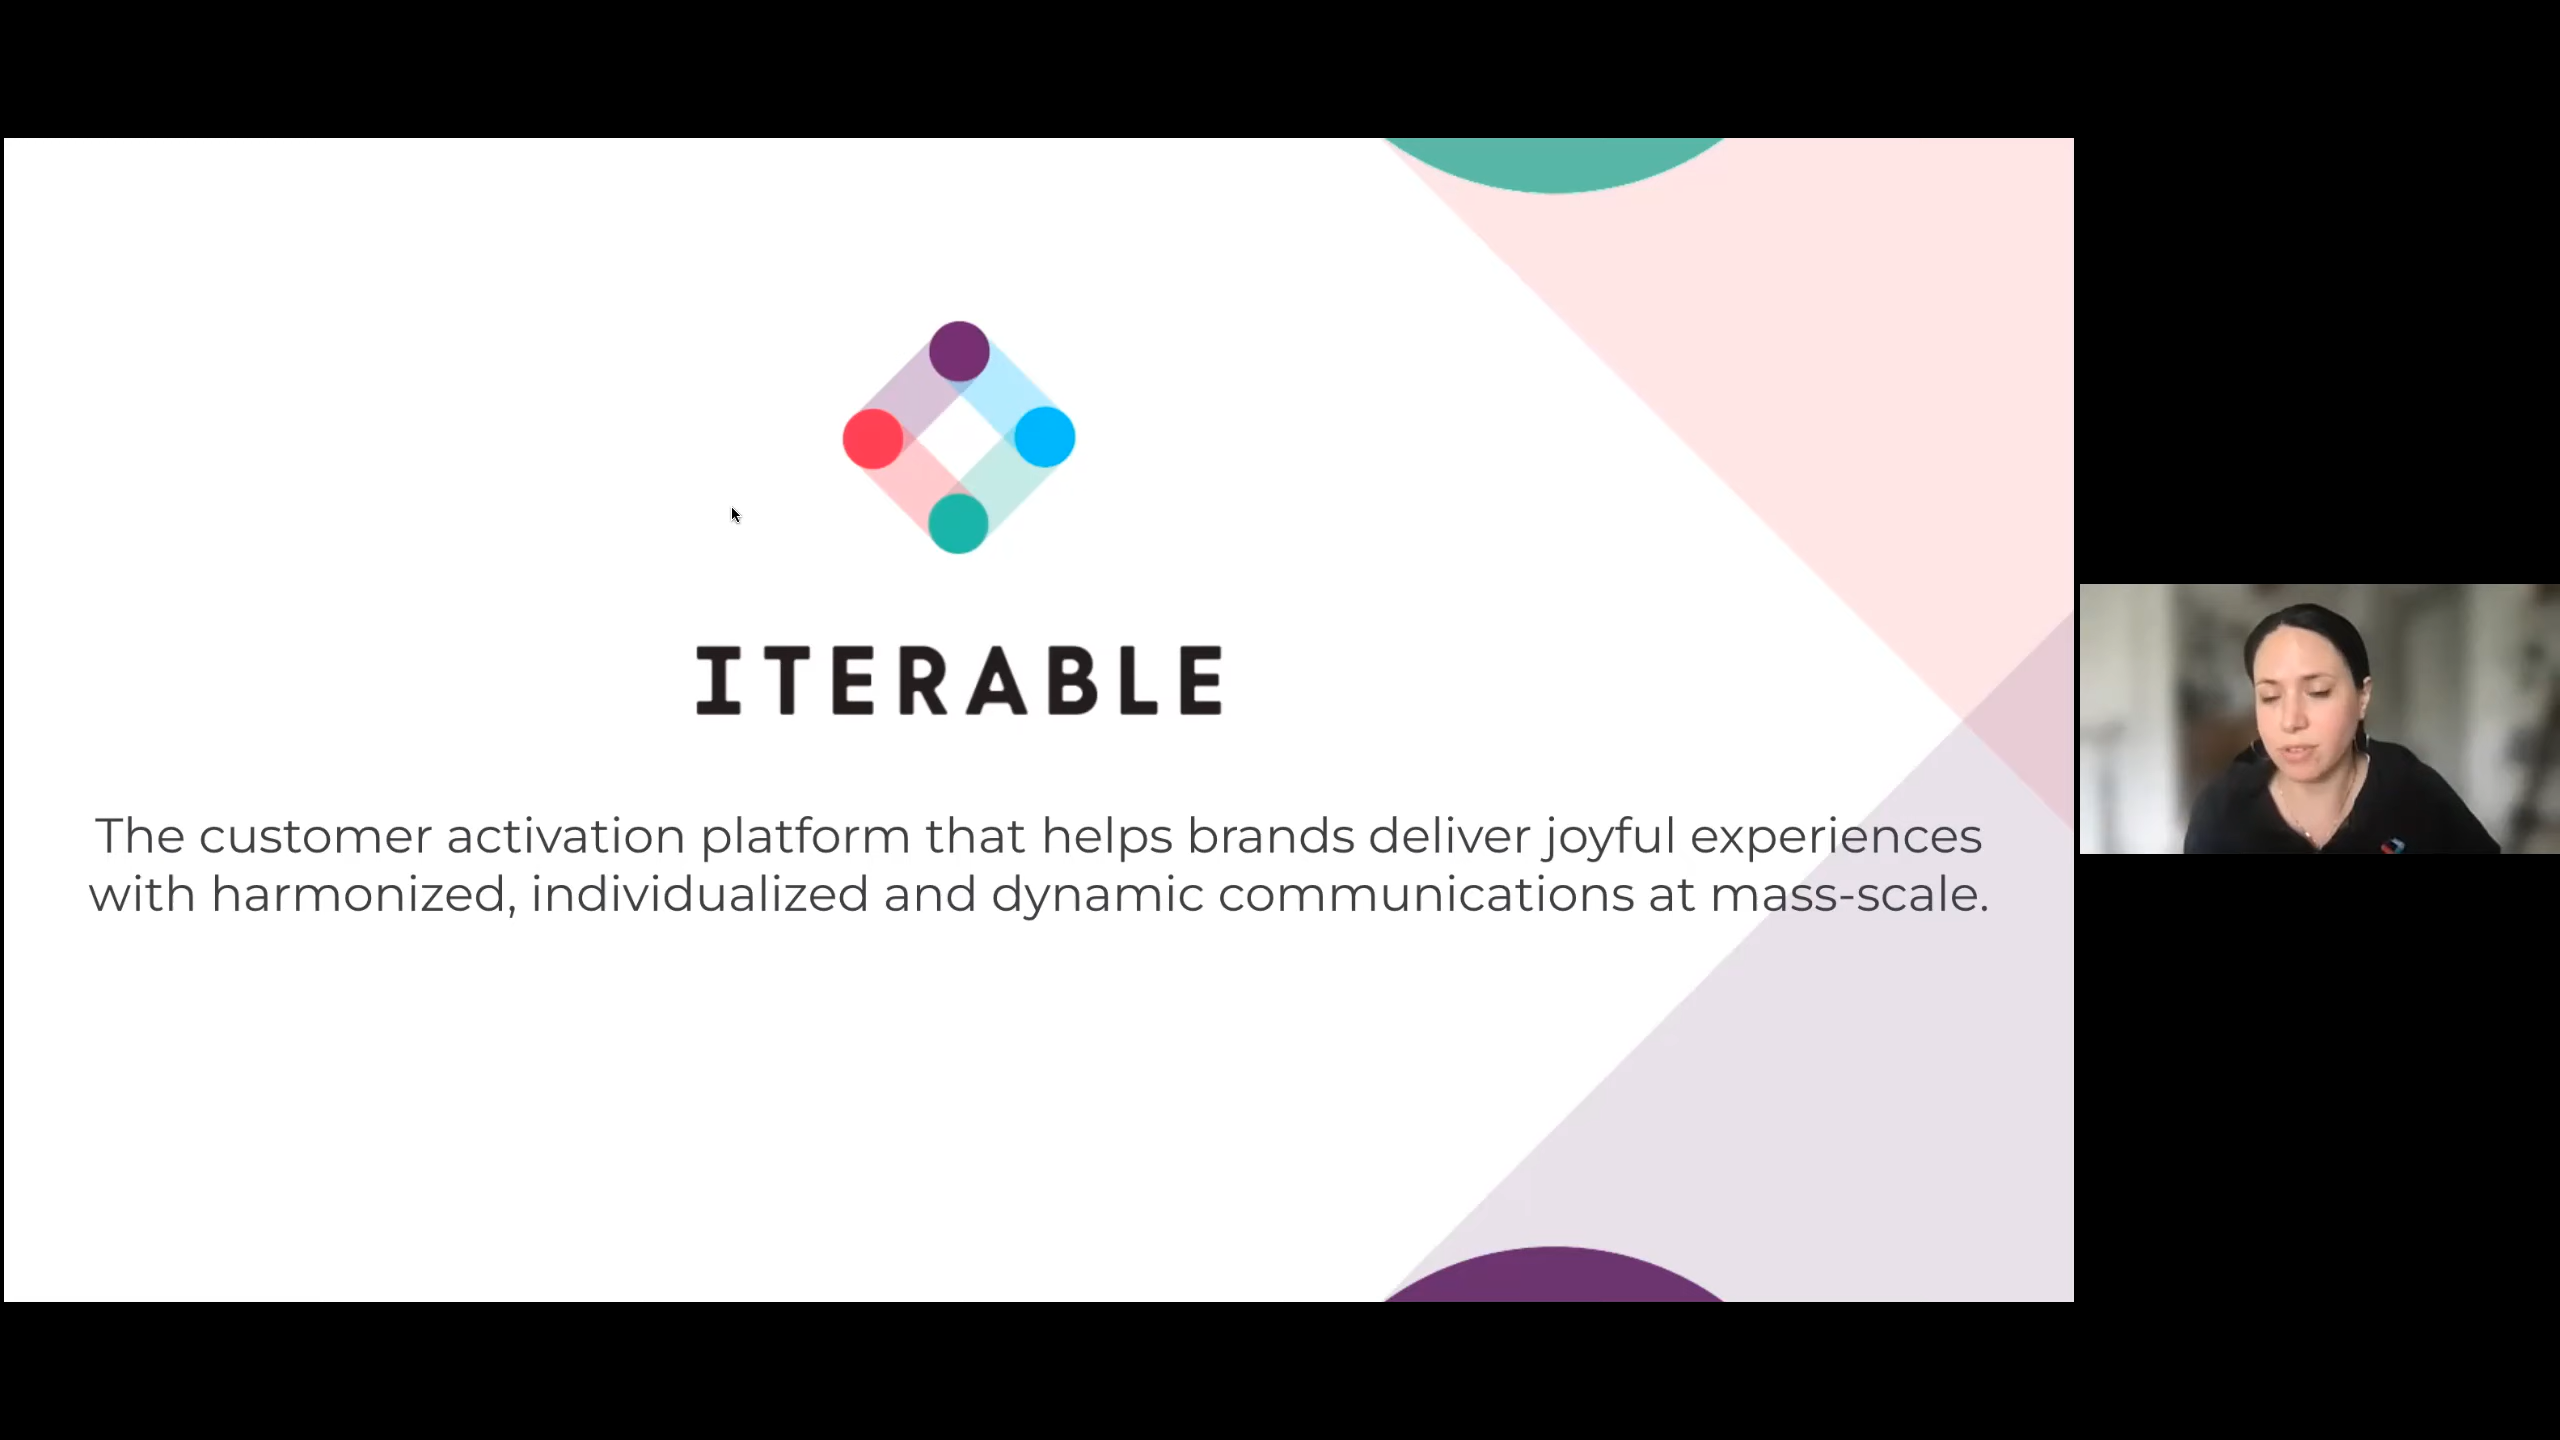 ITERABLE
The customer activation platform that helps brands deliver joyful experiences
with harmonized, individualized and dynamic communications at mass-scale.